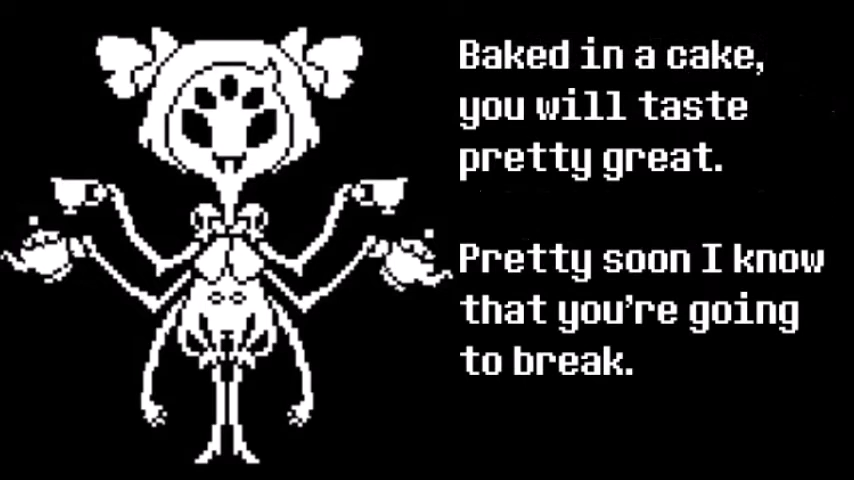 Baked in a cake,
you will taste
pretty great.
Pretty soon I know
that you're going
to break.